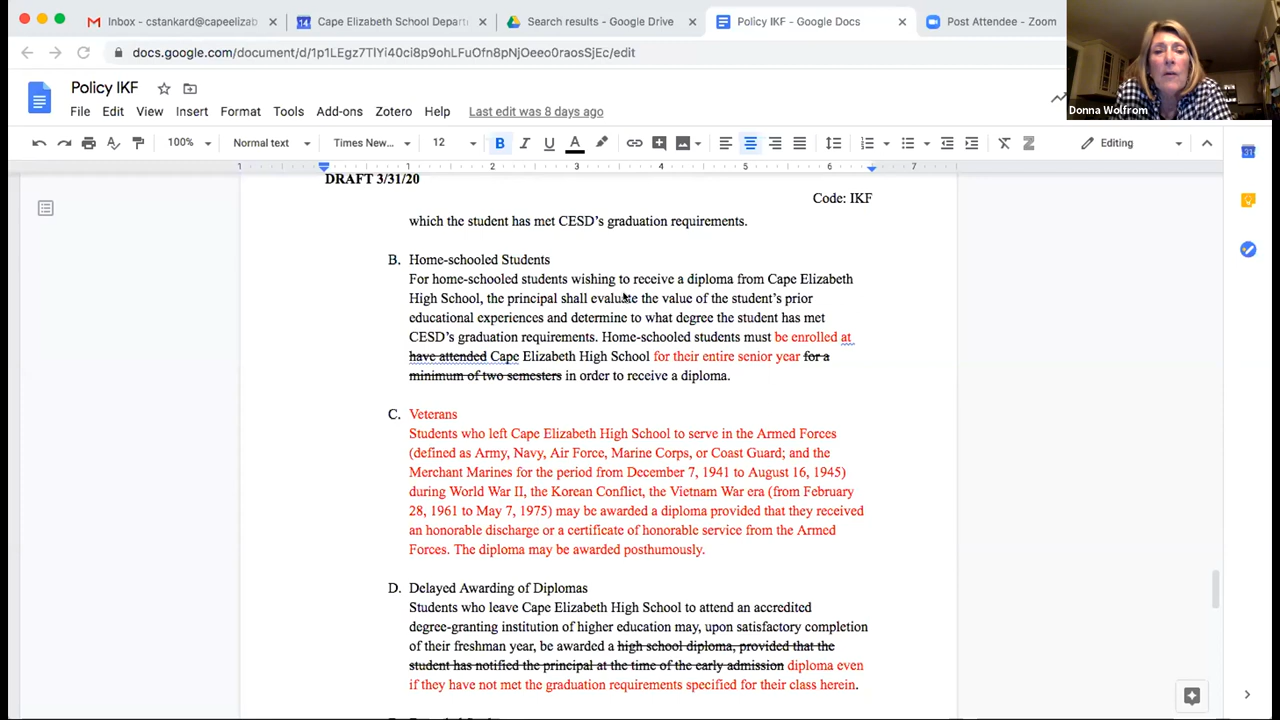 Inbox - cstankard@capeelizab
Cape Elizabeth School Depart
Search results - Google Drive
Policy IKF - Google Docs
Post Attendee - Zoom
docs.google.com/document/d/1p1LEgz7TIYi40ci8p9ohLFuOfn8pNjOeeo0raosSjEc/edit
Policy IKF
File Edit View Insert Format Tools Add-ons Zotero Help Last edit was 8 days ago
100% Normal text Times New... 12 Editing
Donna Wolfrom
1 1 2 3 4 5 6 7
DRAFT 3/31/20
Code: IKF
which the student has met CESD's graduation requirements.
B. Home-schooled Students
For home-schooled students wishing to receive a diploma from Cape Elizabeth
High School, the principal shall evaluate the value of the student's prior
educational experiences and determine to what degree the student has met
CESD's graduation requirements. Home-schooled students must be enrolled at
have attended Cape Elizabeth High School for their entire senior year for a
minimum of two semesters in order to receive a diploma.
C. Veterans
Students who left Cape Elizabeth High School to serve in the Armed Forces
(defined as Army, Navy, Air Force, Marine Corps, or Coast Guard; and the
Merchant Marines for the period from December 7, 1941 to August 16, 1945)
during World War II, the Korean Conflict, the Vietnam War era (from February
28, 1961 to May 7, 1975) may be awarded a diploma provided that they received
an honorable discharge or a certificate of honorable service from the Armed
Forces. The diploma may be awarded posthumously.
D. Delayed Awarding of Diplomas
Students who leave Cape Elizabeth High School to attend an accredited
degree-granting institution of higher education may, upon satisfactory completion
of their freshman year, be awarded a high school diploma, provided that the
student has notified the principal at the time of the early admission diploma even
if they have not met the graduation requirements specified for their class herein.